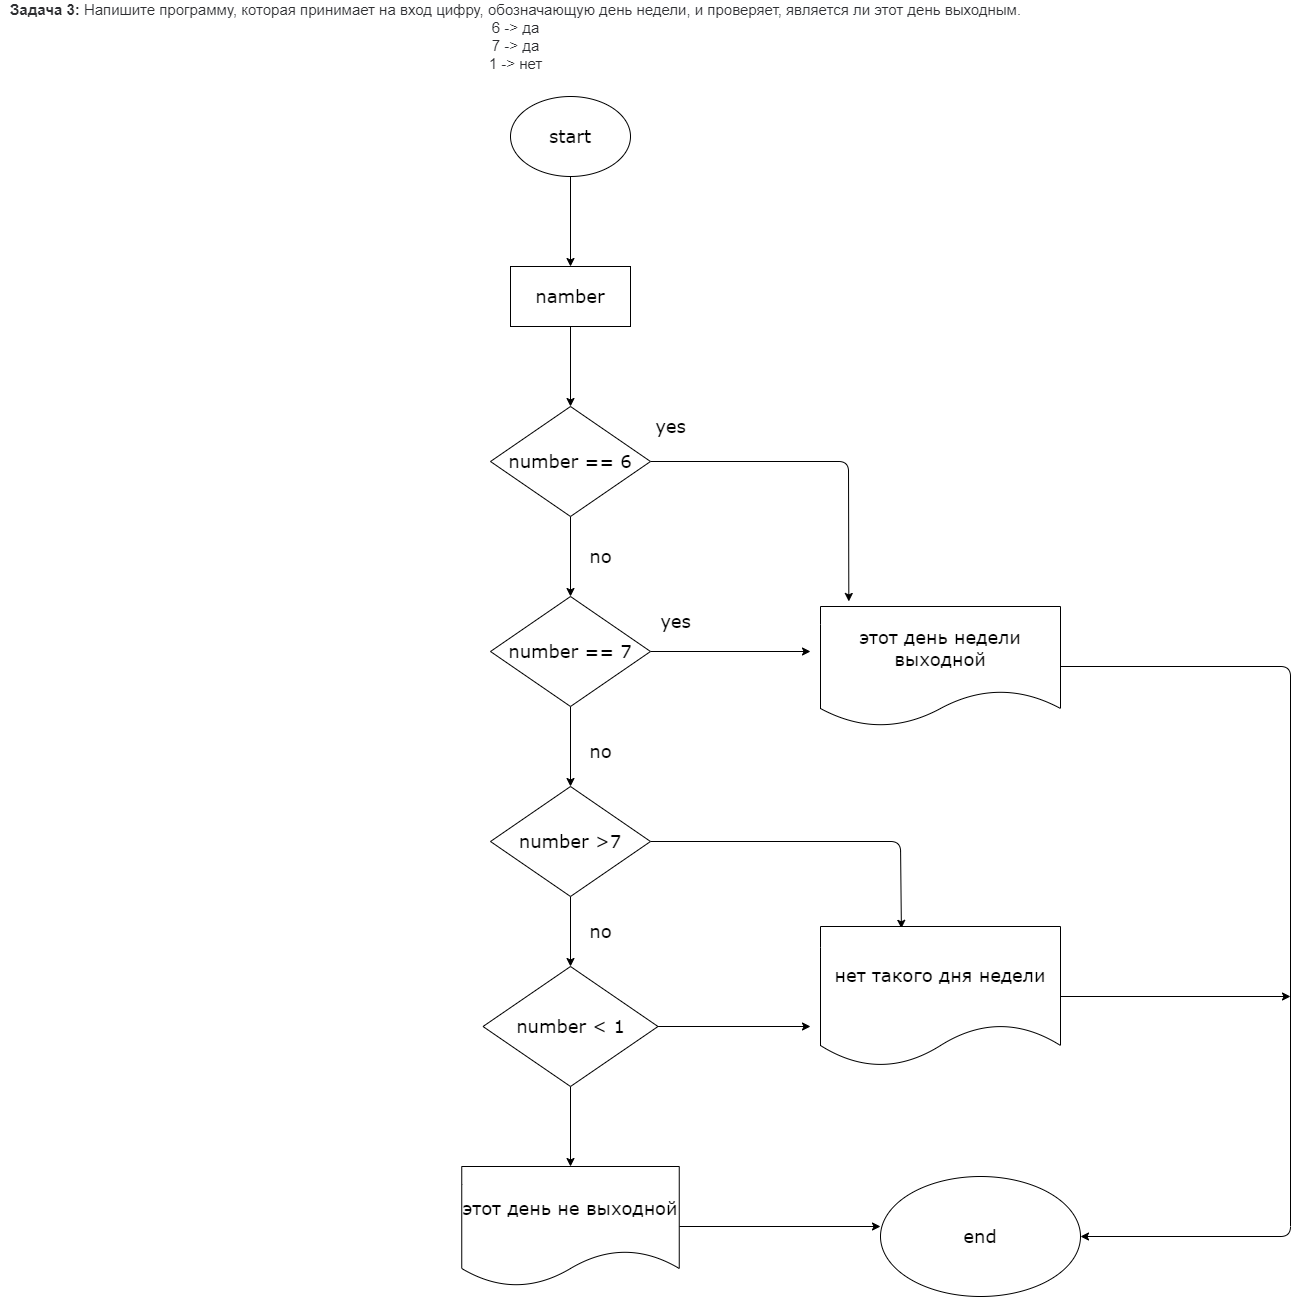 Задача 3: Напишите программу, которая принимает на вход цифру, обозначающую день недели, и проверяет, является ли этот день выходным.
6 -> да
7 -> да
1 -> нет
start
namber
yes
number == 6
no
yes
number == 7
этот день недели
выходной
no
number >7
no
нет такого дня недели
number < 1
этот день не выходной
end